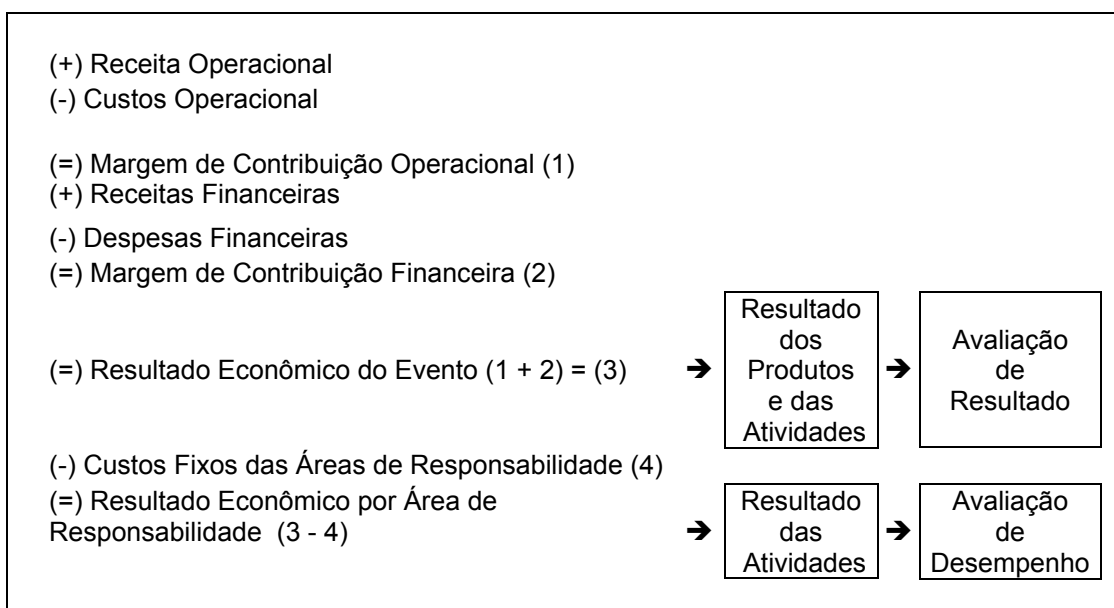 (+) Receita Operacional
(-) Custos Operacional
(=) Margem de Contribuição Operacional (1)
(+) Receitas Financeiras
(-) Despesas Financeiras
(=) Margem de Contribuição Financeira (2)
(=) Resultado Econômico do Evento (1 + 2) = (3)
➔
Resultado
dos
Produtos
e das
Atividades
➔
Avaliação
de
Resultado
(-) Custos Fixos das Áreas de Responsabilidade (4)
(=) Resultado Econômico por Área de
Responsabilidade (3 - 4)
➔
Resultado
das
Atividades
➔
Avaliação
de
Desempenho